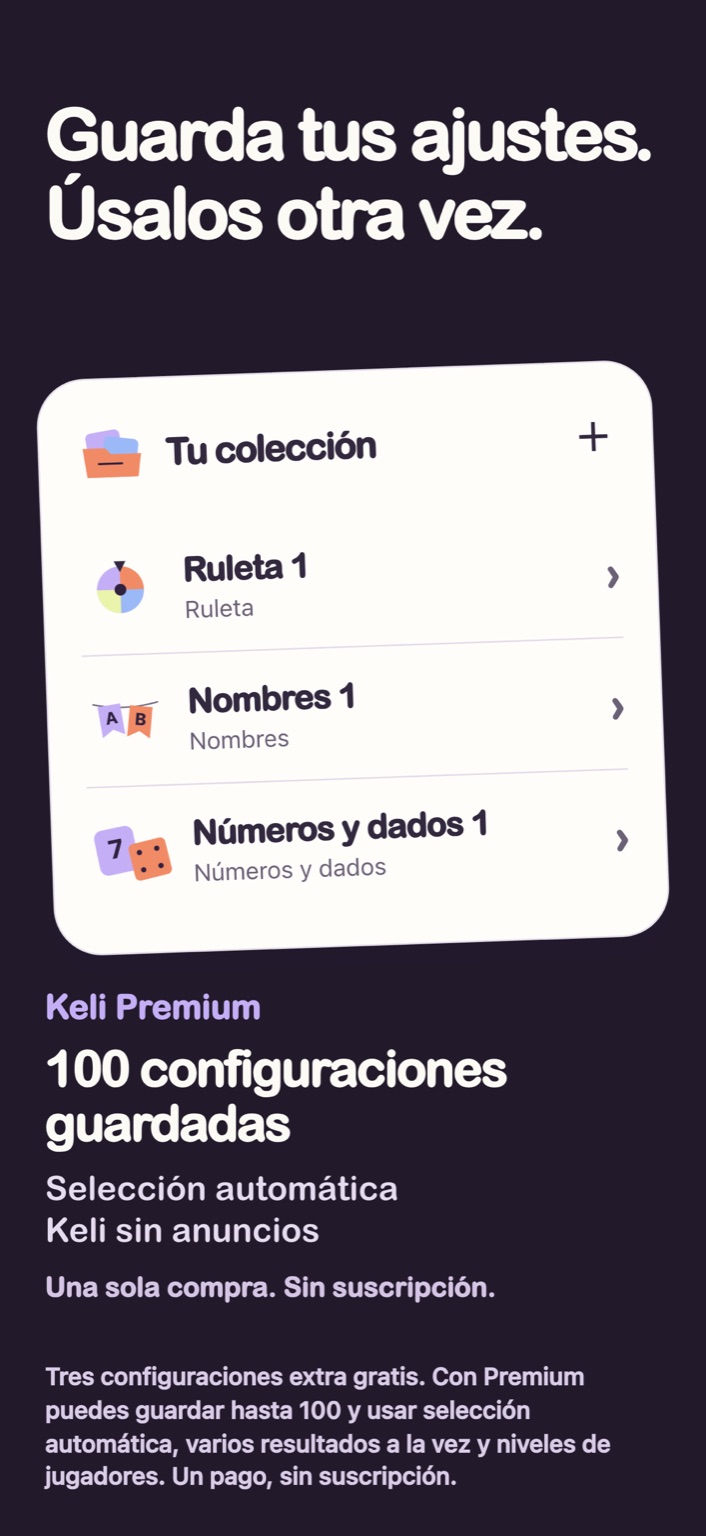 Guarda tus ajustes.
Úsalos otra vez.
Tu colección
Ruleta 1
Ruleta
A B
Nombres 1
Nombres
7
Números y dados 1
Números y dados
Keli Premium
100 configuraciones
guardadas
Selección automática
Keli sin anuncios
Una sola compra. Sin suscripción.
Tres configuraciones extra gratis. Con Premium
puedes guardar hasta 100 y usar selección
automática, varios resultados a la vez y niveles de
jugadores. Un pago, sin suscripción.